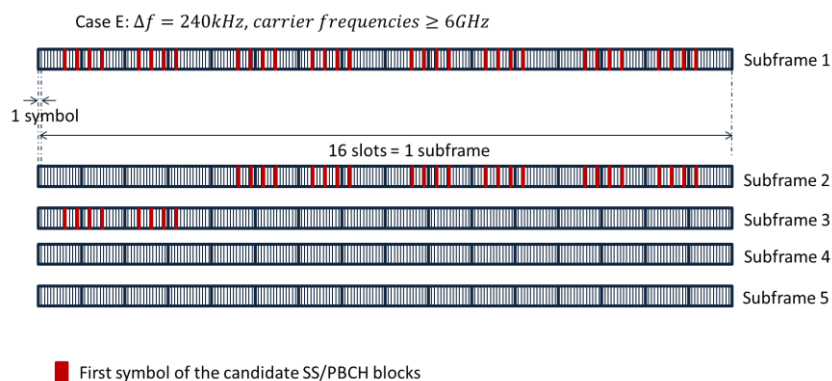 Case E: Δf = 240kHz, carrier frequencies ≥ 6GHz
Subframe 1
1 symbol
16 slots = 1 subframe
Subframe 2
Subframe 3
Subframe 4
Subframe 5
First symbol of the candidate SS/PBCH blocks